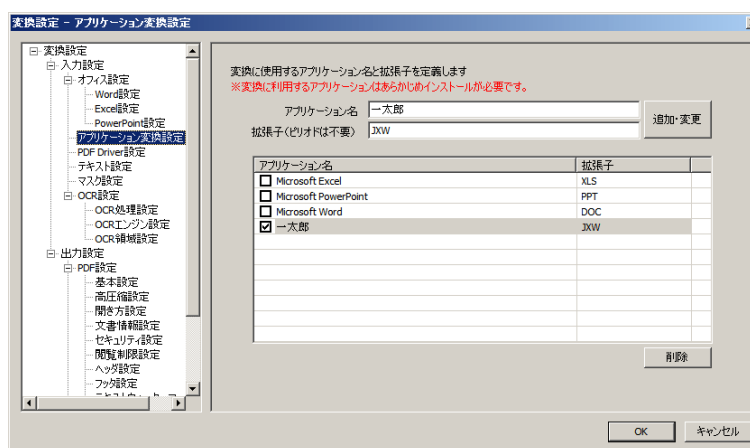 変換設定 - アプリケーション変換設定
変換設定
入力設定
オフィス設定
Word設定
Excel設定
PowerPoint設定
アプリケーション変換設定
PDF Driver設定
テキスト設定
マスク設定
OCR設定
OCR処理設定
OCRエンジン設定
OCR領域設定
出力設定
PDF設定
基本設定
高圧縮設定
開き方設定
文書情報設定
セキュリティ設定
閲覧制限設定
ヘッダ設定
フッタ設定
変換に使用するアプリケーション名と拡張子を定義します
※変換に利用するアプリケーションはあらかじめインストールが必要です。
アプリケーション名 一太郎
拡張子(ピリオドは不要) JXW
追加・変更
アプリケーション名 拡張子
Microsoft Excel XLS
Microsoft PowerPoint PPT
Microsoft Word DOC
一太郎 JXW
削除
OK キャンセル